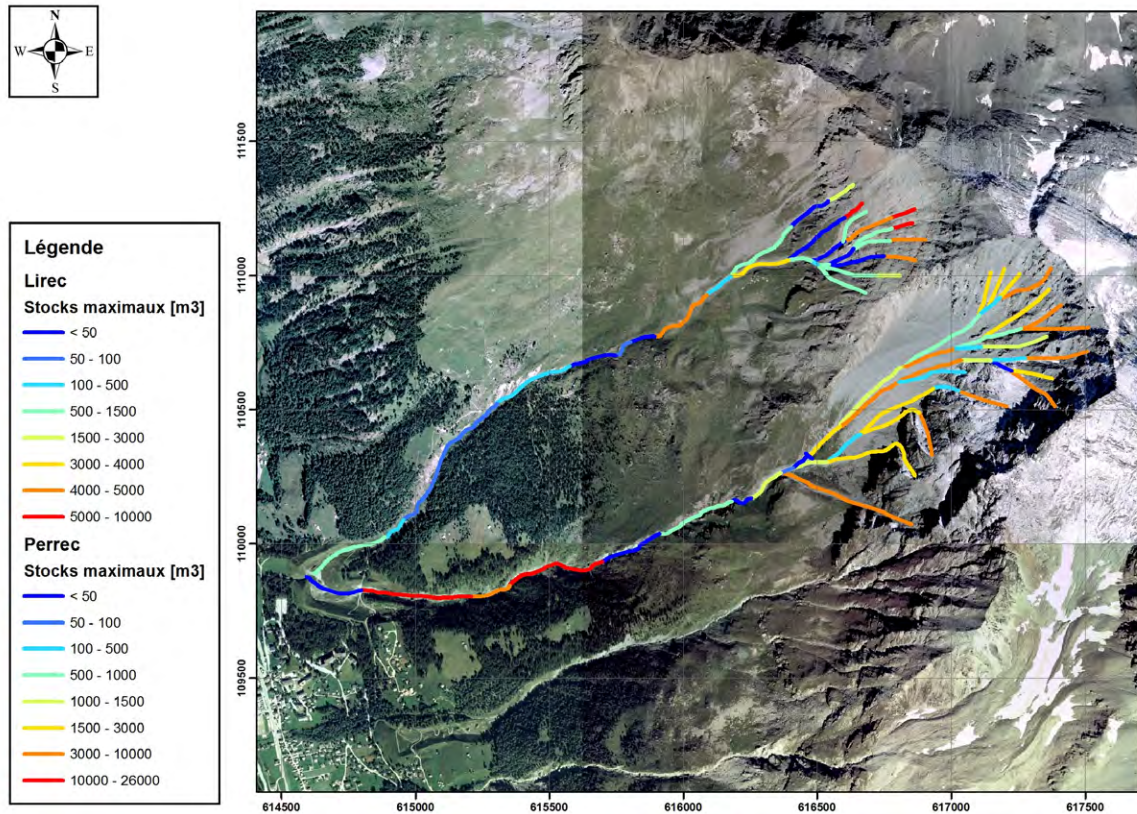 N
W E
S
Légende
Lirec
Stocks maximaux [m3]
< 50
50 - 100
100 - 500
500 - 1500
1500 - 3000
3000 - 4000
4000 - 5000
5000 - 10000
Perrec
Stocks maximaux [m3]
< 50
50 - 100
100 - 500
500 - 1000
1000 - 1500
1500 - 3000
3000 - 10000
10000 - 26000
111500
111000
110500
110000
109500
614500 615000 615500 616000 616500 617000 617500